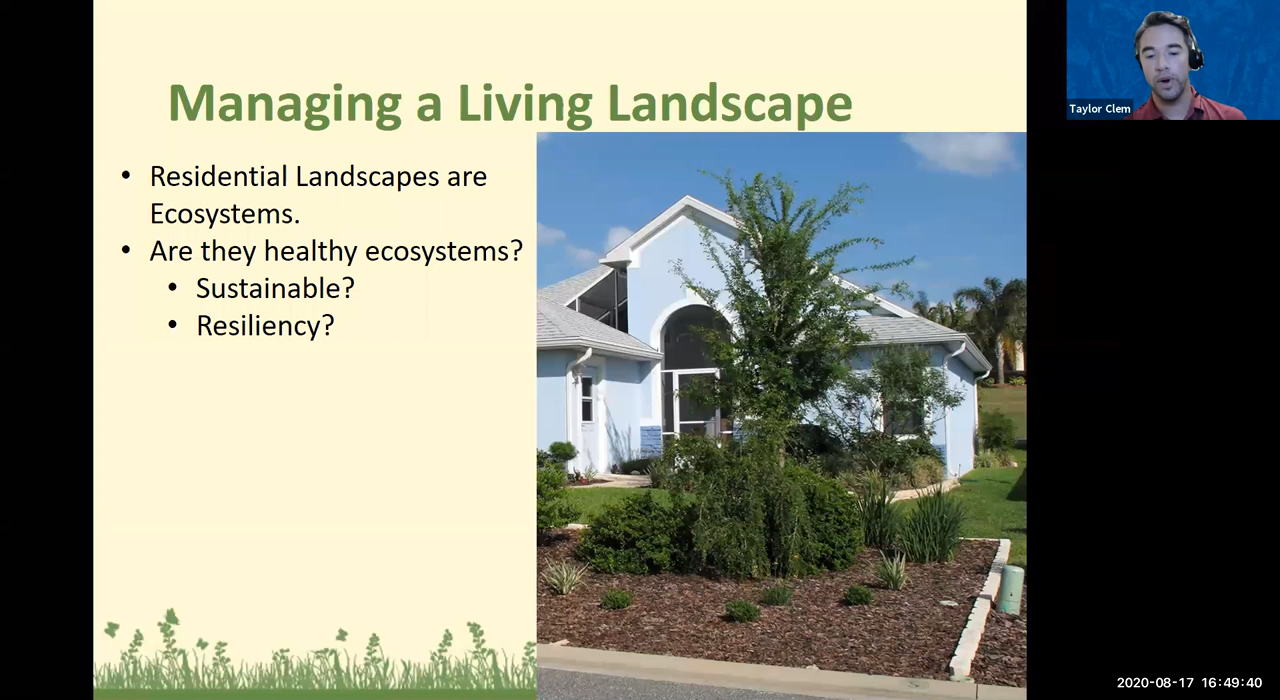 Managing a Living Landscape
• Residential Landscapes are
Ecosystems.
• Are they healthy ecosystems?
• Sustainable?
• Resiliency?
Taylor Clem
2020-08-17 16:49:40